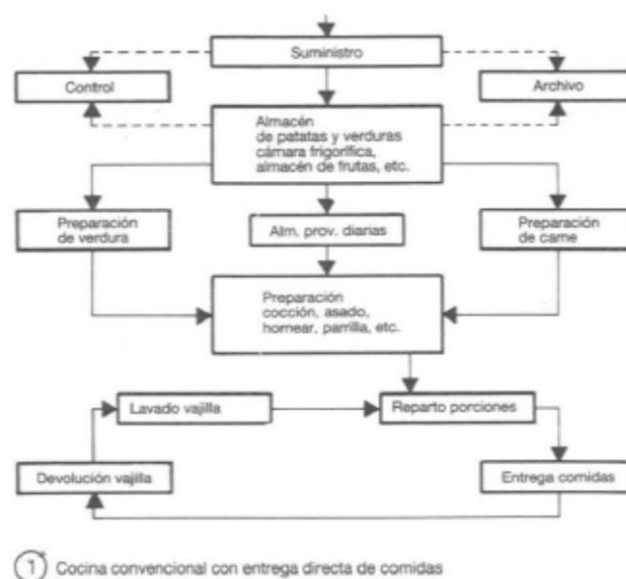 Suministro
Control
Archivo
Almacén
de patatas y verduras
cámara frigorífica,
almacén de frutas, etc.
Preparación
de verdura
Alm. prov. diarias
Preparación
de carne
Preparación
cocción, asado,
hornear, parrilla, etc.
Lavado vajilla
Reparto porciones
Devolución vajilla
Entrega comidas
1 Cocina convencional con entrega directa de comidas